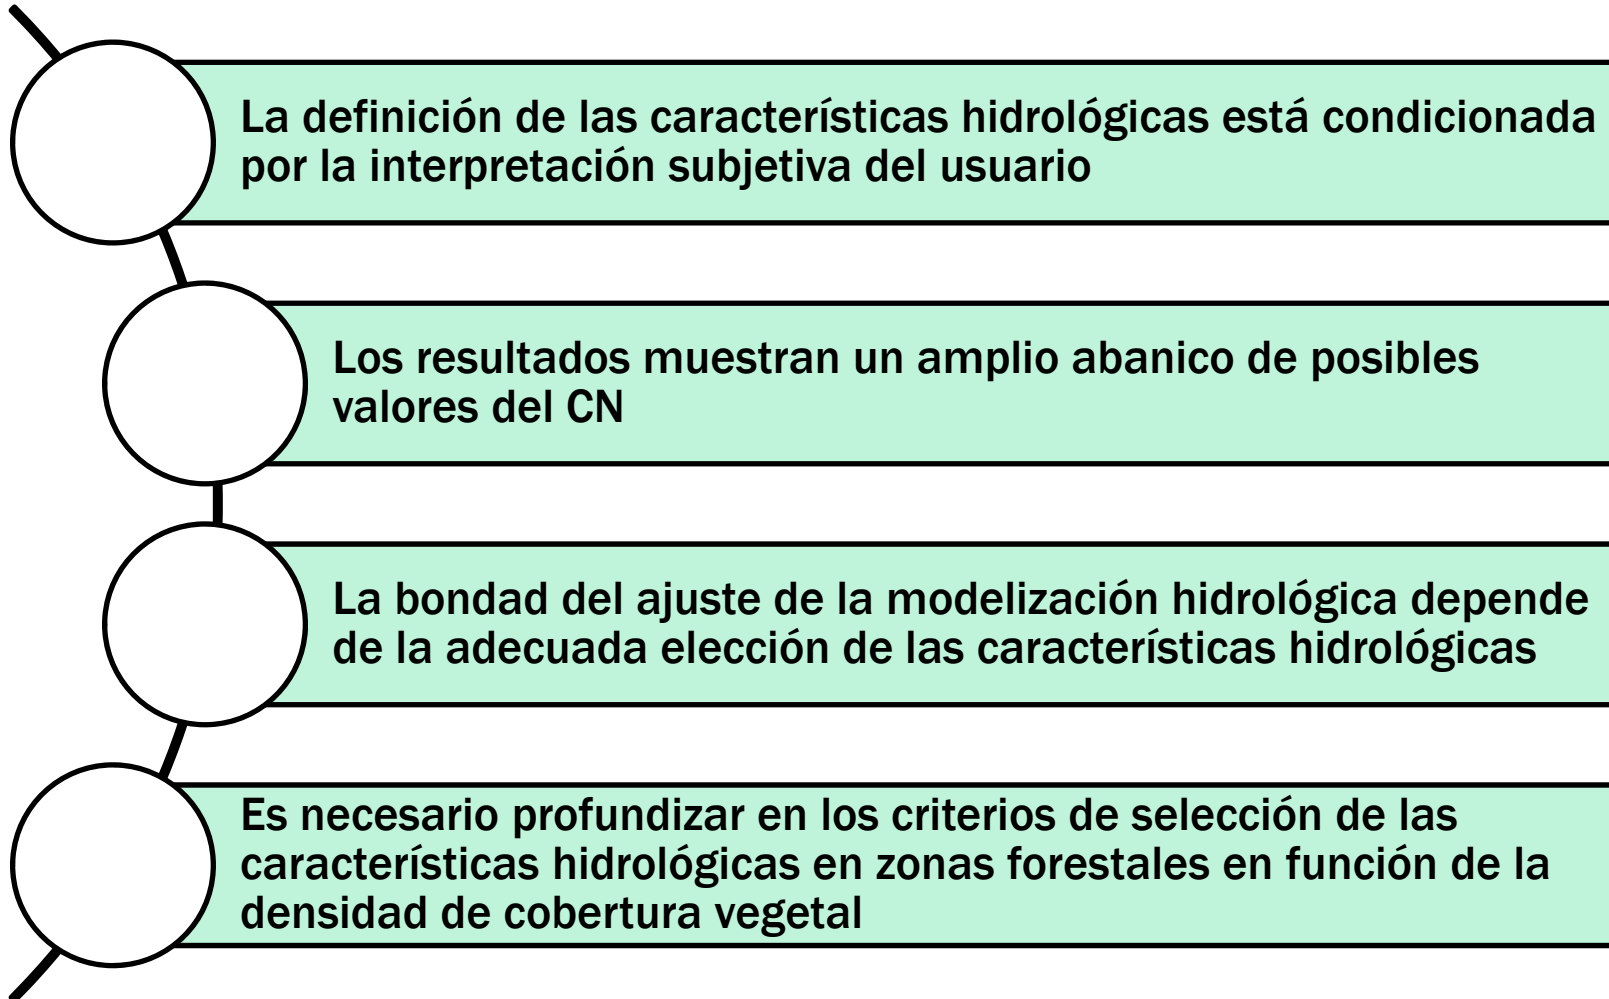 La definición de las características hidrológicas está condicionada
por la interpretación subjetiva del usuario
Los resultados muestran un amplio abanico de posibles
valores del CN
La bondad del ajuste de la modelización hidrológica depende
de la adecuada elección de las características hidrológicas
Es necesario profundizar en los criterios de selección de las
características hidrológicas en zonas forestales en función de la
densidad de cobertura vegetal